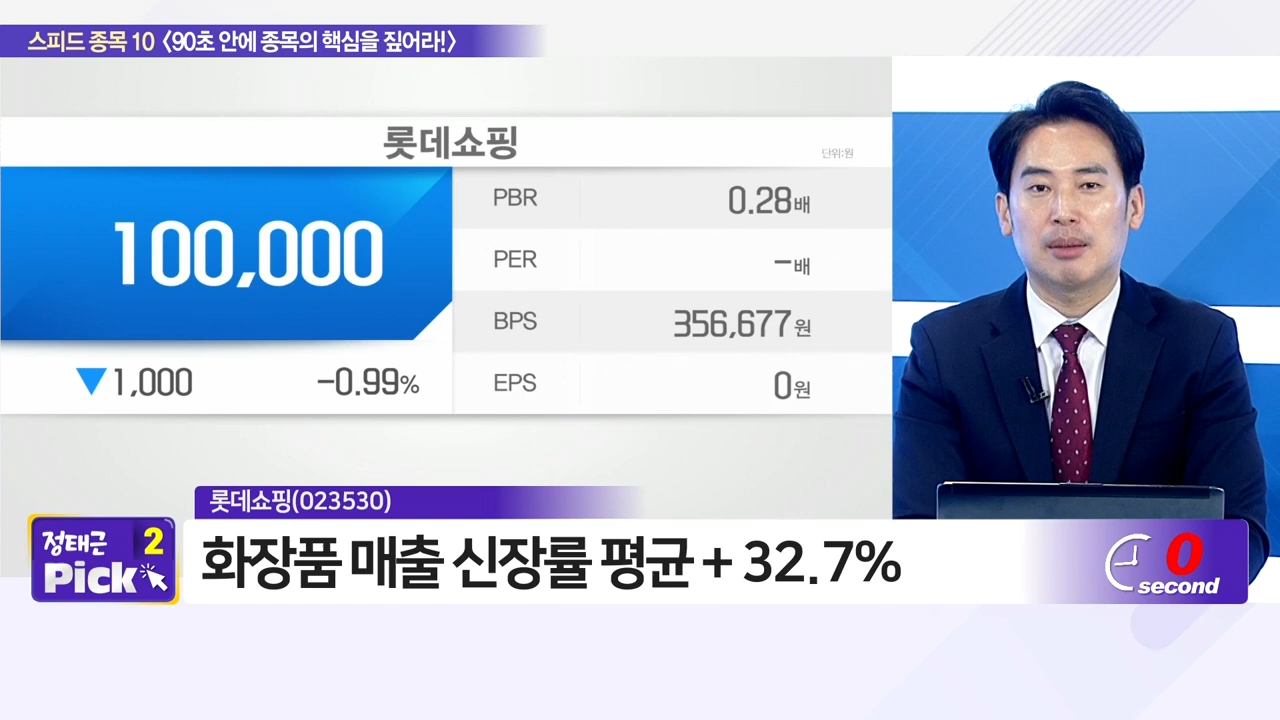 스피드 종목 10 <90초 안에 종목의 핵심을 짚어라!>
롯데쇼핑
단위:원
100,000
▼1,000 -0.99%
PBR 0.28배
PER -배
BPS 356,677원
EPS 0원
롯데쇼핑(023530)
정태근 2
Pick
화장품 매출 신장률 평균 + 32.7%
0
second